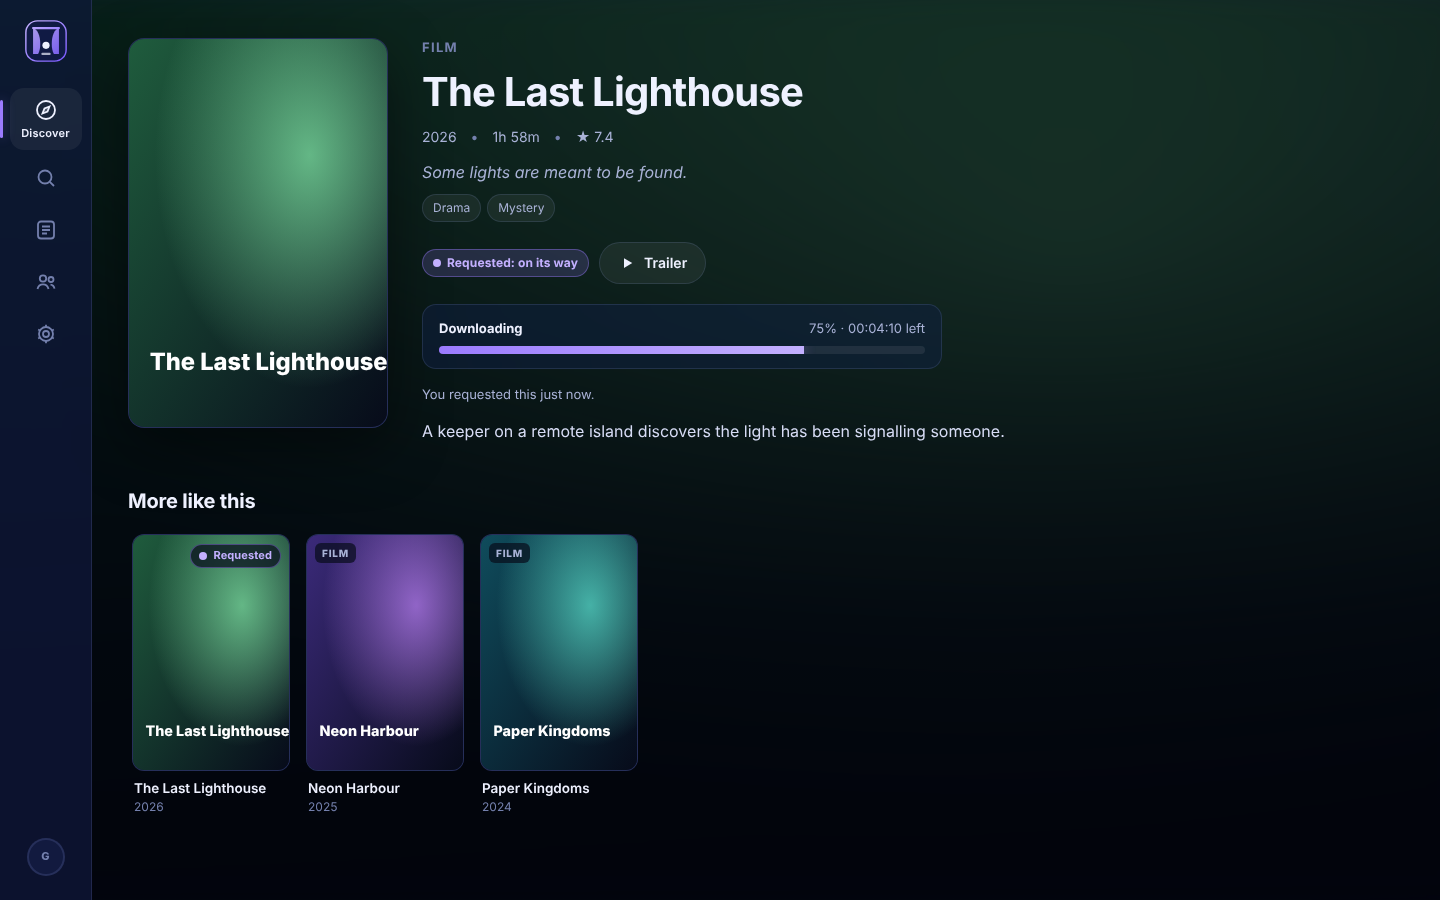 Discover
G
The Last Lighthouse
FILM
The Last Lighthouse
2026 • 1h 58m • ★ 7.4
Some lights are meant to be found.
Drama Mystery
Requested: on its way Trailer
Downloading 75% · 00:04:10 left
You requested this just now.
A keeper on a remote island discovers the light has been signalling someone.
More like this
Requested
The Last Lighthouse
The Last Lighthouse
2026
FILM
Neon Harbour
Neon Harbour
2025
FILM
Paper Kingdoms
Paper Kingdoms
2024